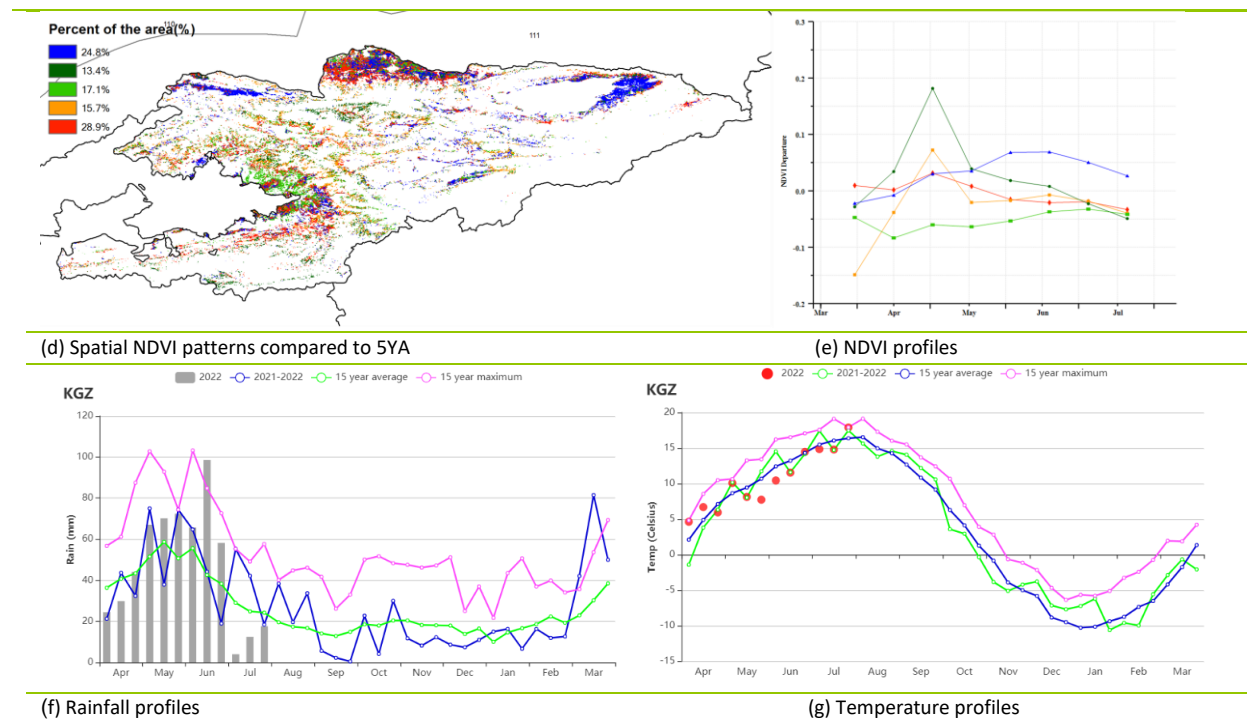 Percent of the area(%)
110
111
24.8%
13.4%
17.1%
15.7%
28.9%
0.3
0.2
0.1
0.0
-0.1
-0.2
NDVI Departure
Mar
Apr
May
Jun
Jul
(d) Spatial NDVI patterns compared to 5YA
(e) NDVI profiles
2022 2021-2022 15 year average 15 year maximum
KGZ
120
100
80
60
40
20
0
Rain (mm)
Apr May Jun Jul Aug Sep Oct Nov Dec Jan Feb Mar
2022 2021-2022 15 year average 15 year maximum
KGZ
20
15
10
5
0
-5
-10
-15
Temp (Celsius)
Apr May Jun Jul Aug Sep Oct Nov Dec Jan Feb Mar
(f) Rainfall profiles
(g) Temperature profiles